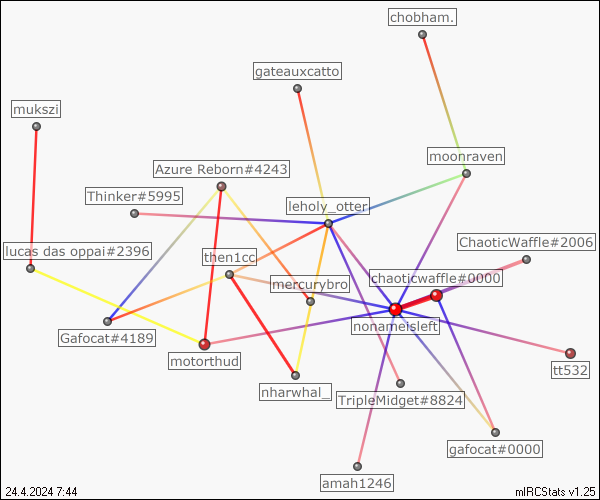 chobham.
gateauxcatto
mukszi
moonraven
Azure Reborn#4243
Thinker#5995
leholy_otter
ChaoticWaffle#2006
lucas das oppai#2396
then1cc
chaoticwaffle#0000
mercurybro
nonameisleft
Gafocat#4189
motorthud
tt532
nharwhal_
TripleMidget#8824
gafocat#0000
amah1246
24.4.2024 7:44
mIRCStats v1.25